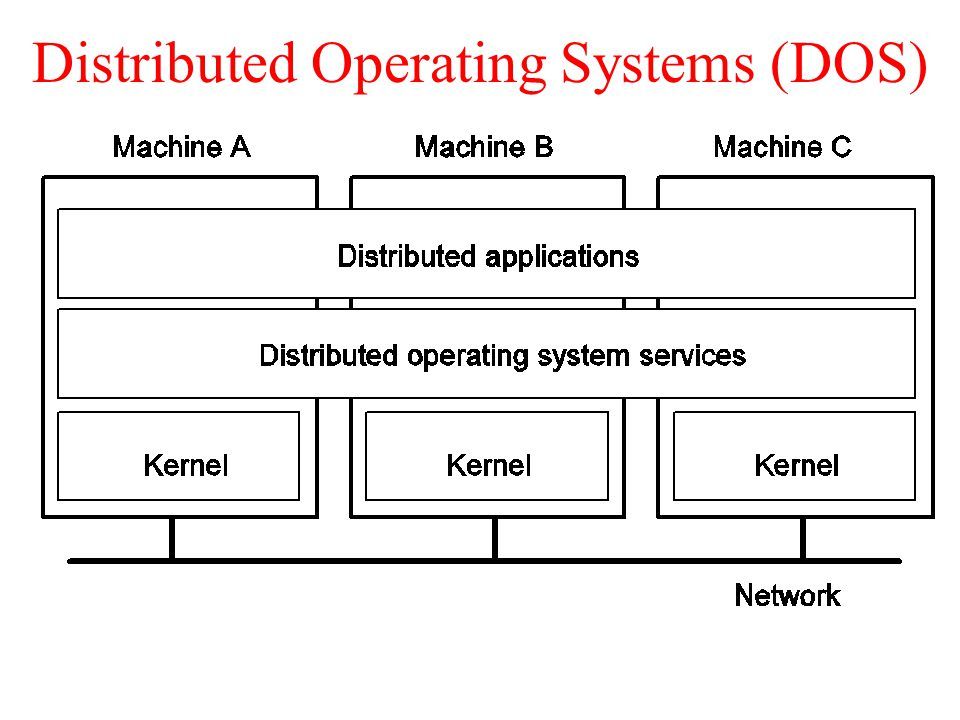 Distributed Operating Systems (DOS)
Machine A Machine B Machine C
Distributed applications
Distributed operating system services
Kernel Kernel Kernel
Network